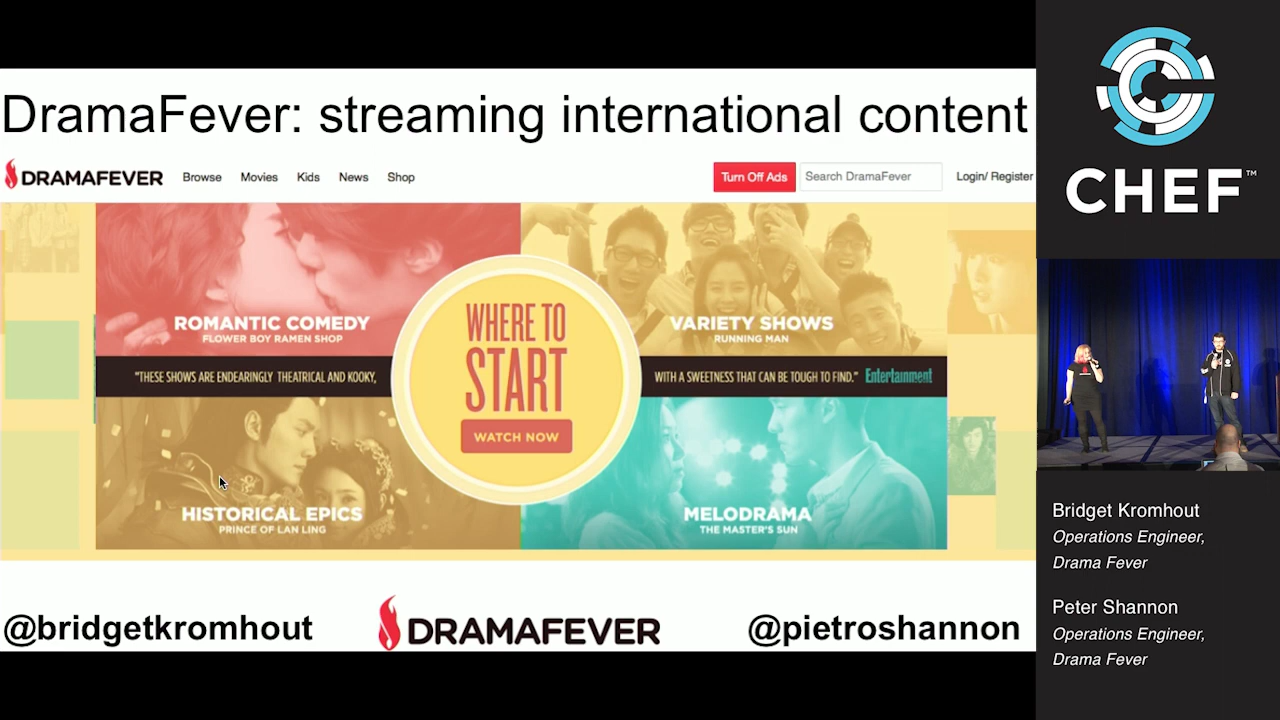 DramaFever: streaming international content
DRAMAFEVER Browse Movies Kids News Shop Turn Off Ads Search DramaFever Login/ Register
ROMANTIC COMEDY
FLOWER BOY RAMEN SHOP
VARIETY SHOWS
RUNNING MAN
WHERE TO
START
WATCH NOW
"THESE SHOWS ARE ENDEARINGLY THEATRICAL AND KOOKY,
WITH A SWEETNESS THAT CAN BE TOUGH TO FIND." Entertainment
HISTORICAL EPICS
PRINCE OF LAN LING
MELODRAMA
THE MASTER'S SUN
@bridgetkromhout
DRAMAFEVER
@pietroshannon
CHEF™
Bridget Kromhout
Operations Engineer,
Drama Fever
Peter Shannon
Operations Engineer,
Drama Fever